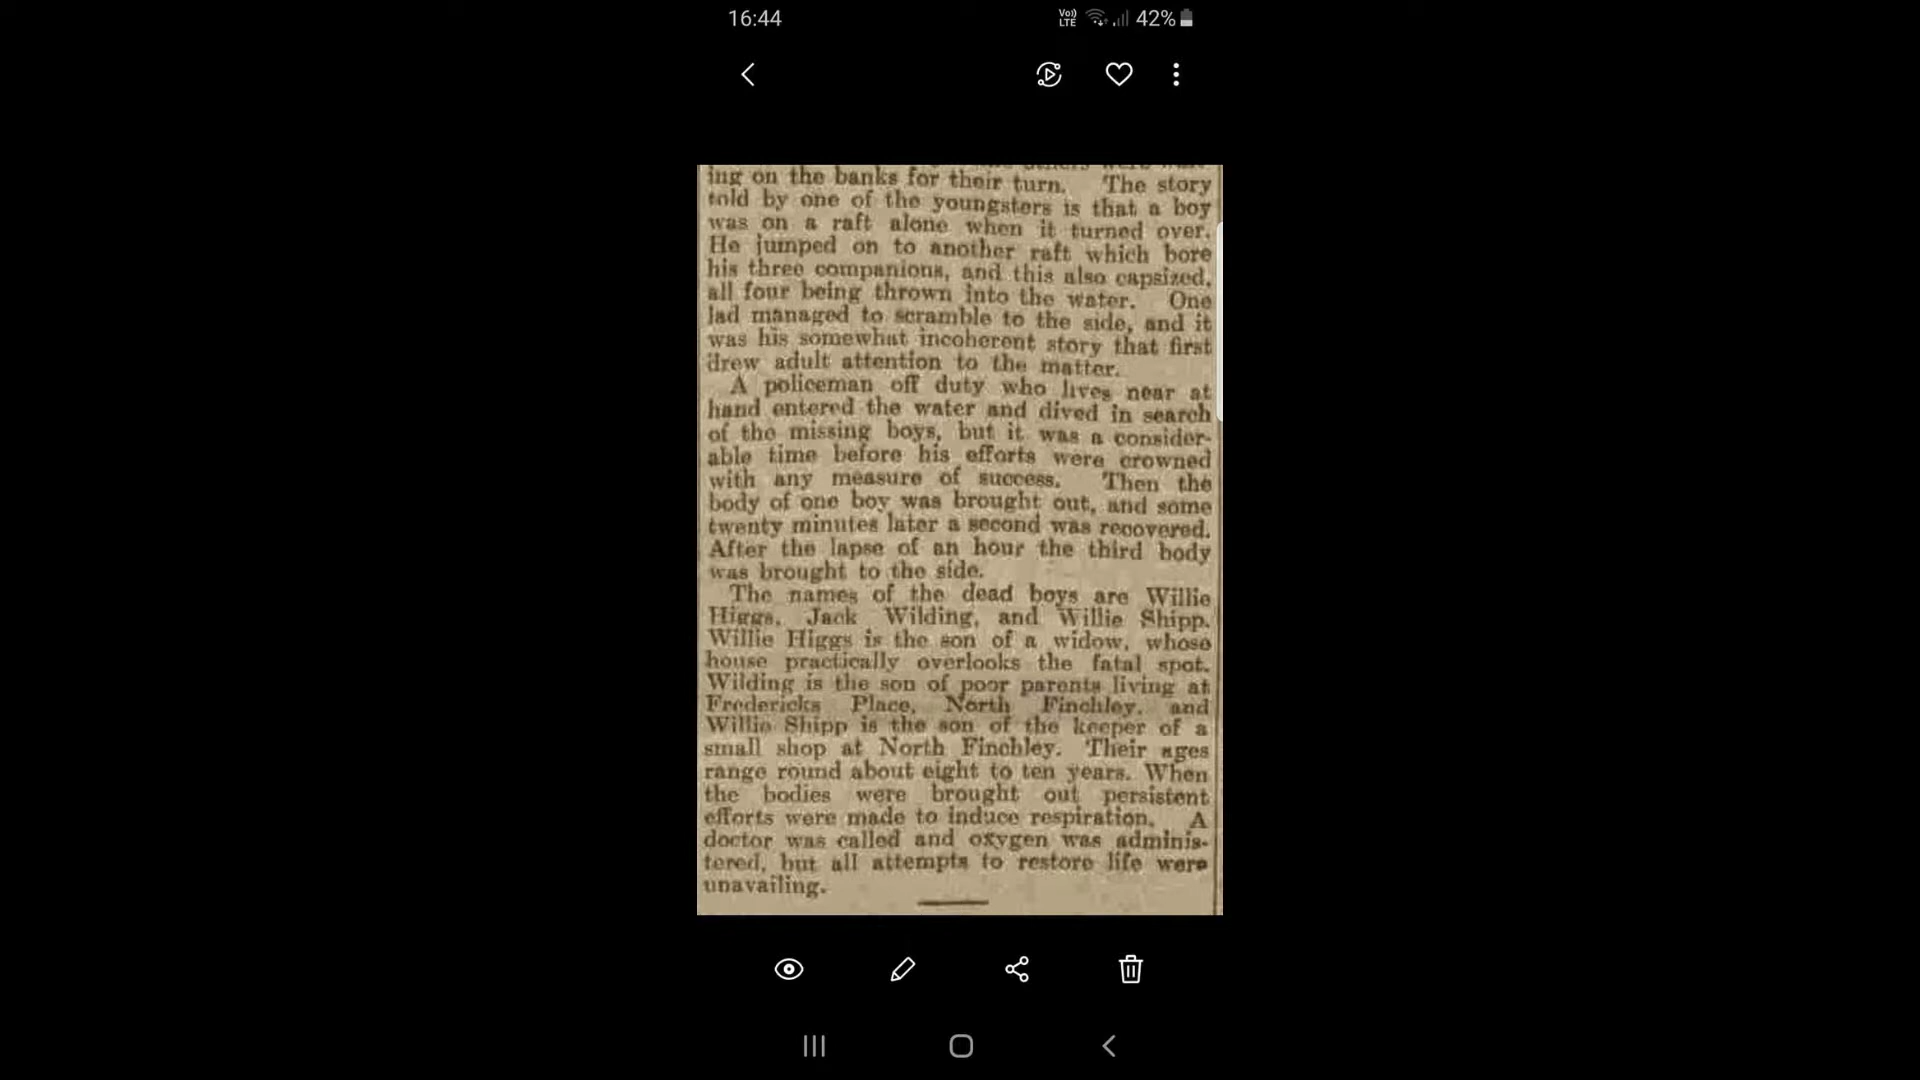 16:44
Vo)) LTE 42%
others were wait-
ing on the banks for their turn. The story
told by one of the youngsters is that a boy
was on a raft alone when it turned over.
He jumped on to another raft which bore
his three companions, and this also capsized,
all four being thrown into the water. One
lad managed to scramble to the side, and it
was his somewhat incoherent story that first
drew adult attention to the matter.
A policeman off duty who lives near at
hand entered the water and dived in search
of the missing boys, but it was a consider-
able time before his efforts were crowned
with any measure of success. Then the
body of one boy was brought out, and some
twenty minutes later a second was recovered.
After the lapse of an hour the third body
was brought to the side.
The names of the dead boys are Willie
Higgs, Jack Wilding, and Willie Shipp.
Willie Higgs is the son of a widow, whose
house practically overlooks the fatal spot.
Wilding is the son of poor parents living at
Fredericks Place, North Finchley, and
Willie Shipp is the son of the keeper of a
small shop at North Finchley. Their ages
range round about eight to ten years. When
the bodies were brought out persistent
efforts were made to induce respiration. A
doctor was called and oxygen was adminis-
tered, but all attempts to restore life were
unavailing.